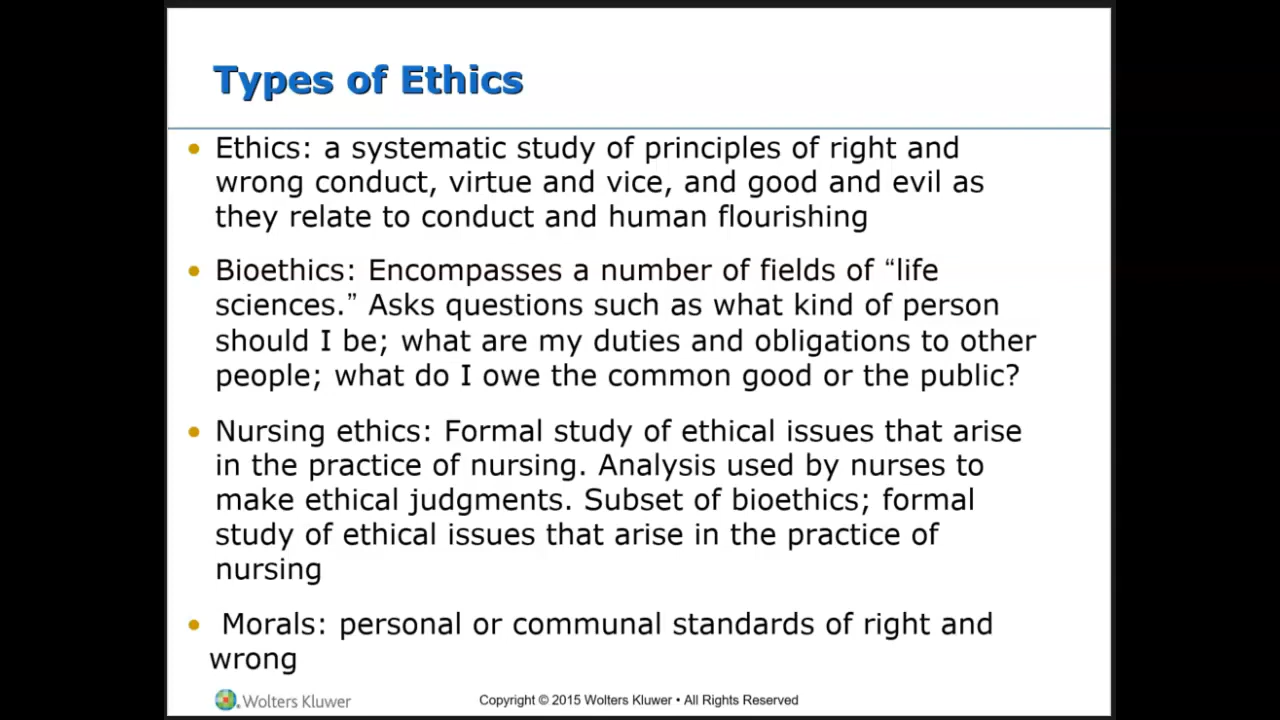 Types of Ethics
• Ethics: a systematic study of principles of right and
wrong conduct, virtue and vice, and good and evil as
they relate to conduct and human flourishing
• Bioethics: Encompasses a number of fields of “life
sciences.” Asks questions such as what kind of person
should I be; what are my duties and obligations to other
people; what do I owe the common good or the public?
• Nursing ethics: Formal study of ethical issues that arise
in the practice of nursing. Analysis used by nurses to
make ethical judgments. Subset of bioethics; formal
study of ethical issues that arise in the practice of
nursing
• Morals: personal or communal standards of right and
wrong
Wolters Kluwer
Copyright © 2015 Wolters Kluwer • All Rights Reserved